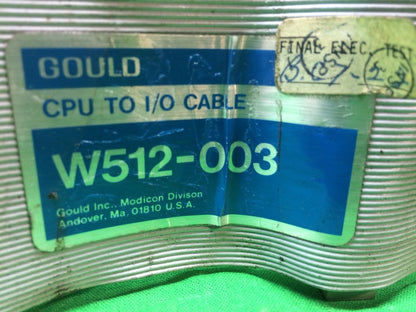 GOULD
FINAL ELEC. TEST
CPU TO I/O CABLE
W512-003
Gould Inc., Modicon Divison
Andover, Ma. 01810 U.S.A.